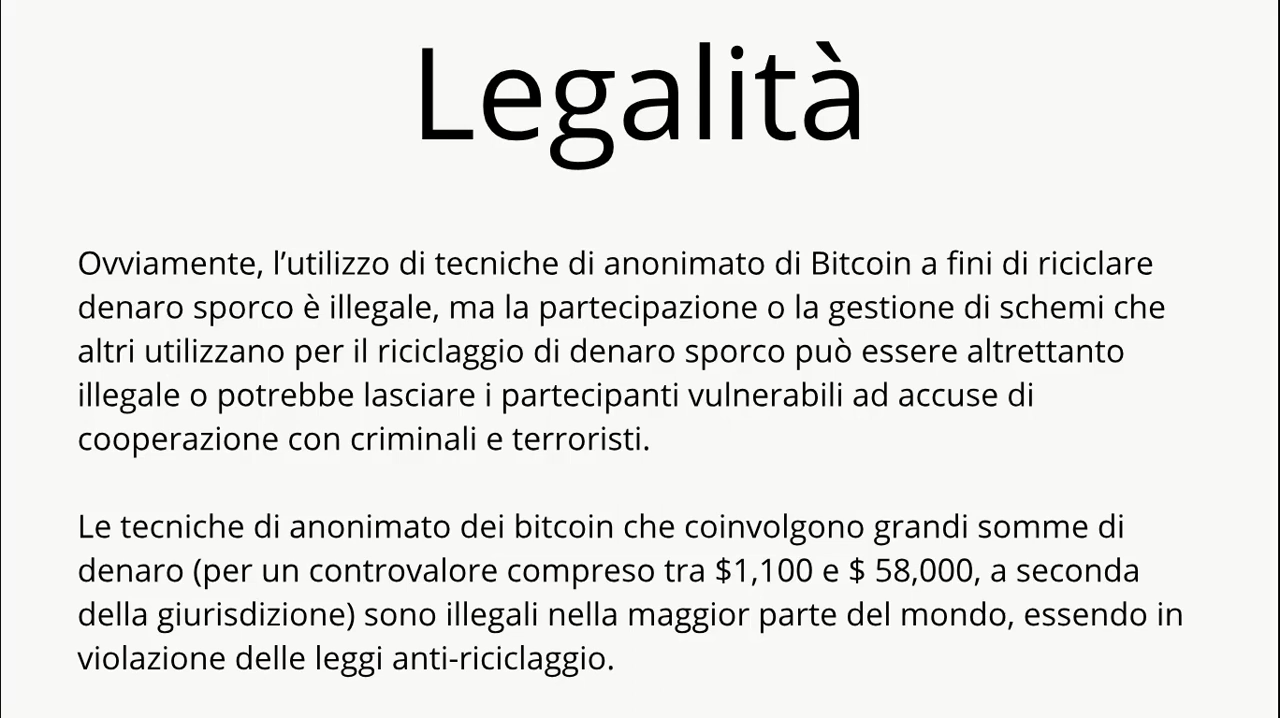 Legalità
Ovviamente, l’utilizzo di tecniche di anonimato di Bitcoin a fini di riciclare
denaro sporco è illegale, ma la partecipazione o la gestione di schemi che
altri utilizzano per il riciclaggio di denaro sporco può essere altrettanto
illegale o potrebbe lasciare i partecipanti vulnerabili ad accuse di
cooperazione con criminali e terroristi.
Le tecniche di anonimato dei bitcoin che coinvolgono grandi somme di
denaro (per un controvalore compreso tra $1,100 e $ 58,000, a seconda
della giurisdizione) sono illegali nella maggior parte del mondo, essendo in
violazione delle leggi anti-riciclaggio.